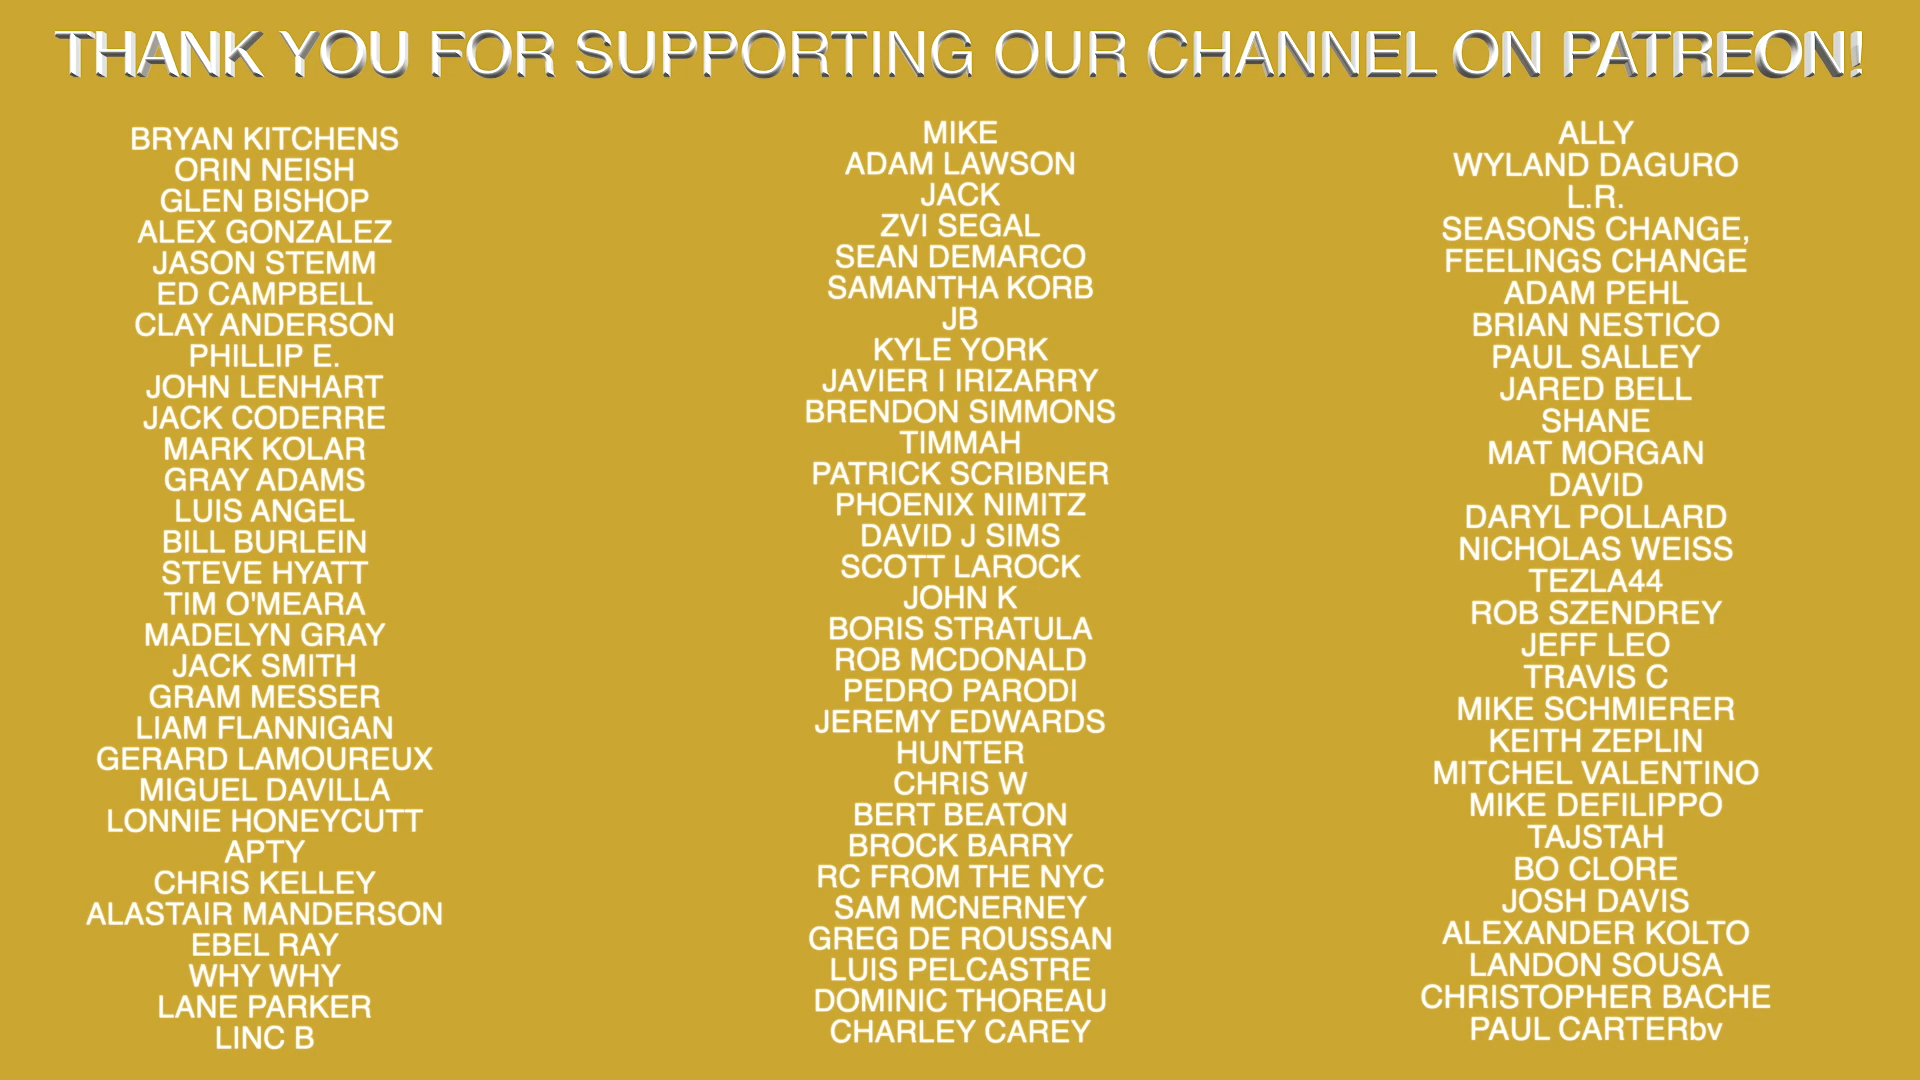 THANK YOU FOR SUPPORTING OUR CHANNEL ON PATREON!
BRYAN KITCHENS
ORIN NEISH
GLEN BISHOP
ALEX GONZALEZ
JASON STEMM
ED CAMPBELL
CLAY ANDERSON
PHILLIP E.
JOHN LENHART
JACK CODERRE
MARK KOLAR
GRAY ADAMS
LUIS ANGEL
BILL BURLEIN
STEVE HYATT
TIM O'MEARA
MADELYN GRAY
JACK SMITH
GRAM MESSER
LIAM FLANNIGAN
GERARD LAMOUREUX
MIGUEL DAVILLA
LONNIE HONEYCUTT
APTY
CHRIS KELLEY
ALASTAIR MANDERSON
EBEL RAY
WHY WHY
LANE PARKER
LINC B
MIKE
ADAM LAWSON
JACK
ZVI SEGAL
SEAN DEMARCO
SAMANTHA KORB
JB
KYLE YORK
JAVIER I IRIZARRY
BRENDON SIMMONS
TIMMAH
PATRICK SCRIBNER
PHOENIX NIMITZ
DAVID J SIMS
SCOTT LAROCK
JOHN K
BORIS STRATULA
ROB MCDONALD
PEDRO PARODI
JEREMY EDWARDS
HUNTER
CHRIS W
BERT BEATON
BROCK BARRY
RC FROM THE NYC
SAM MCNERNEY
GREG DE ROUSSAN
LUIS PELCASTRE
DOMINIC THOREAU
CHARLEY CAREY
ALLY
WYLAND DAGURO
L.R.
SEASONS CHANGE,
FEELINGS CHANGE
ADAM PEHL
BRIAN NESTICO
PAUL SALLEY
JARED BELL
SHANE
MAT MORGAN
DAVID
DARYL POLLARD
NICHOLAS WEISS
TEZLA44
ROB SZENDREY
JEFF LEO
TRAVIS C
MIKE SCHMIERER
KEITH ZEPLIN
MITCHEL VALENTINO
MIKE DEFILIPPO
TAJSTAH
BO CLORE
JOSH DAVIS
ALEXANDER KOLTO
LANDON SOUSA
CHRISTOPHER BACHE
PAUL CARTERbv